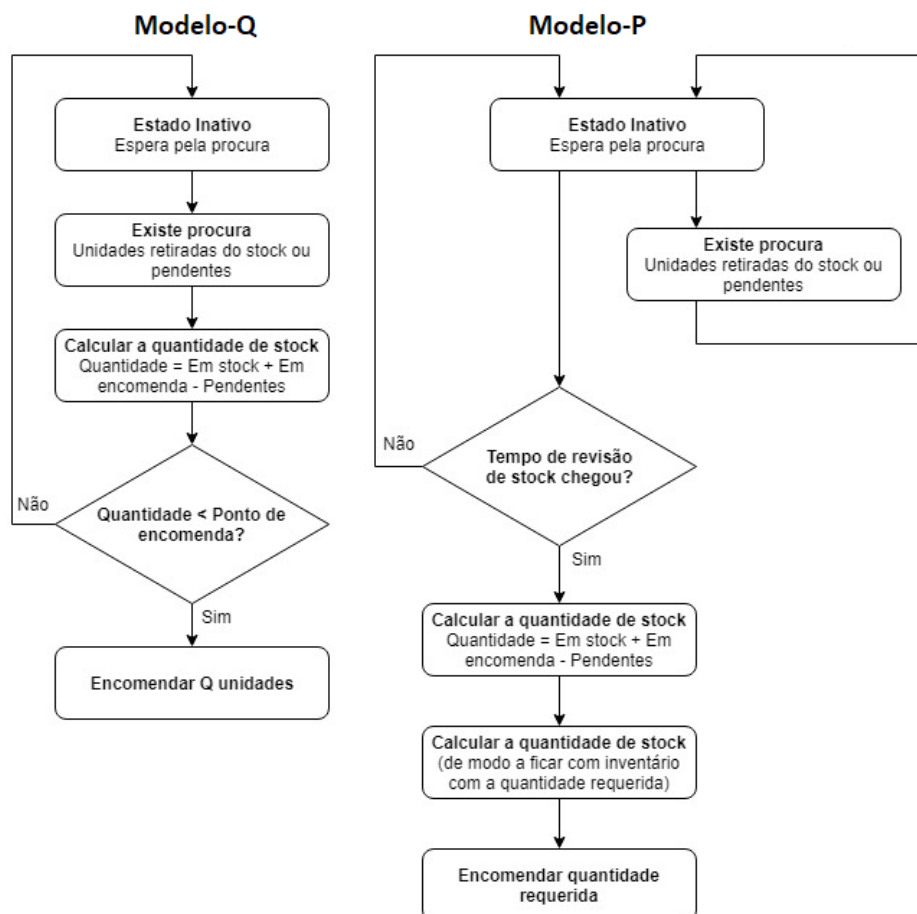 Modelo-Q
Estado Inativo
Espera pela procura
Existe procura
Unidades retiradas do stock ou
pendentes
Calcular a quantidade de stock
Quantidade = Em stock + Em
encomenda - Pendentes
Não
Quantidade < Ponto de
encomenda?
Sim
Encomendar Q unidades
Modelo-P
Estado Inativo
Espera pela procura
Existe procura
Unidades retiradas do stock ou
pendentes
Não
Tempo de revisão
de stock chegou?
Sim
Calcular a quantidade de stock
Quantidade = Em stock + Em
encomenda - Pendentes
Calcular a quantidade de stock
(de modo a ficar com inventário
com a quantidade requerida)
Encomendar quantidade
requerida